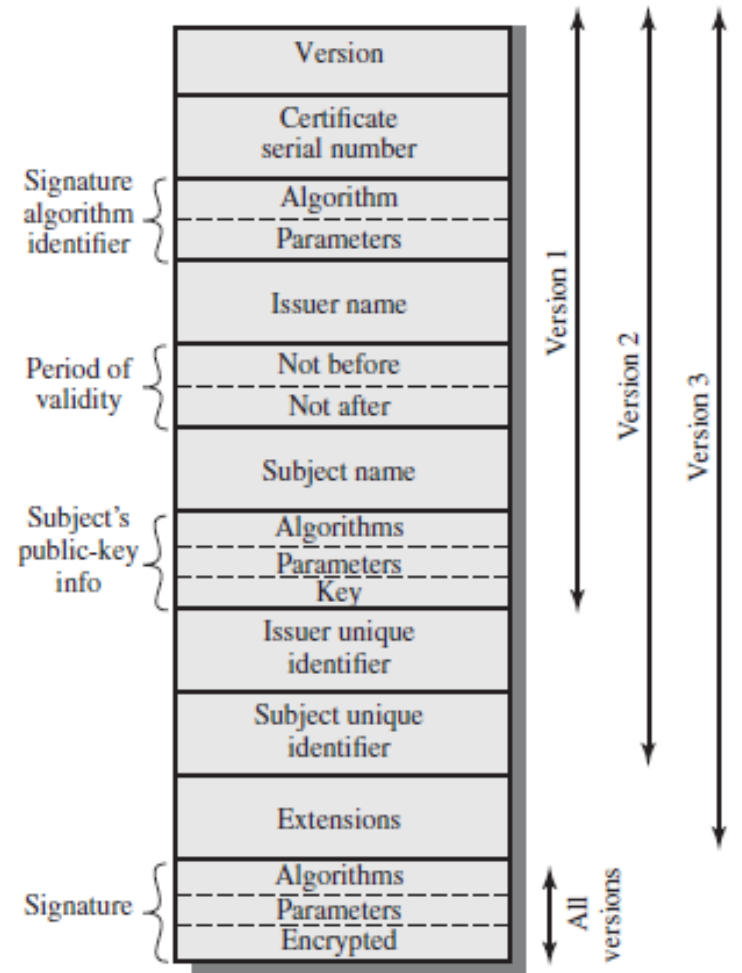 Version
Certificate
serial number
Signature
algorithm
identifier
Algorithm
Parameters
Issuer name
Period of
validity
Not before
Not after
Subject name
Subject's
public-key
info
Algorithms
Parameters
Key
Issuer unique
identifier
Subject unique
identifier
Extensions
Signature
Algorithms
Parameters
Encrypted
Version 1
Version 2
Version 3
All
versions